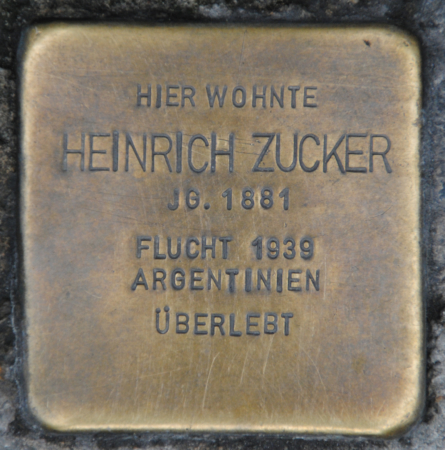 HIER WOHNTE
HEINRICH ZUCKER
JG. 1881
FLUCHT 1939
ARGENTINIEN
ÜBERLEBT